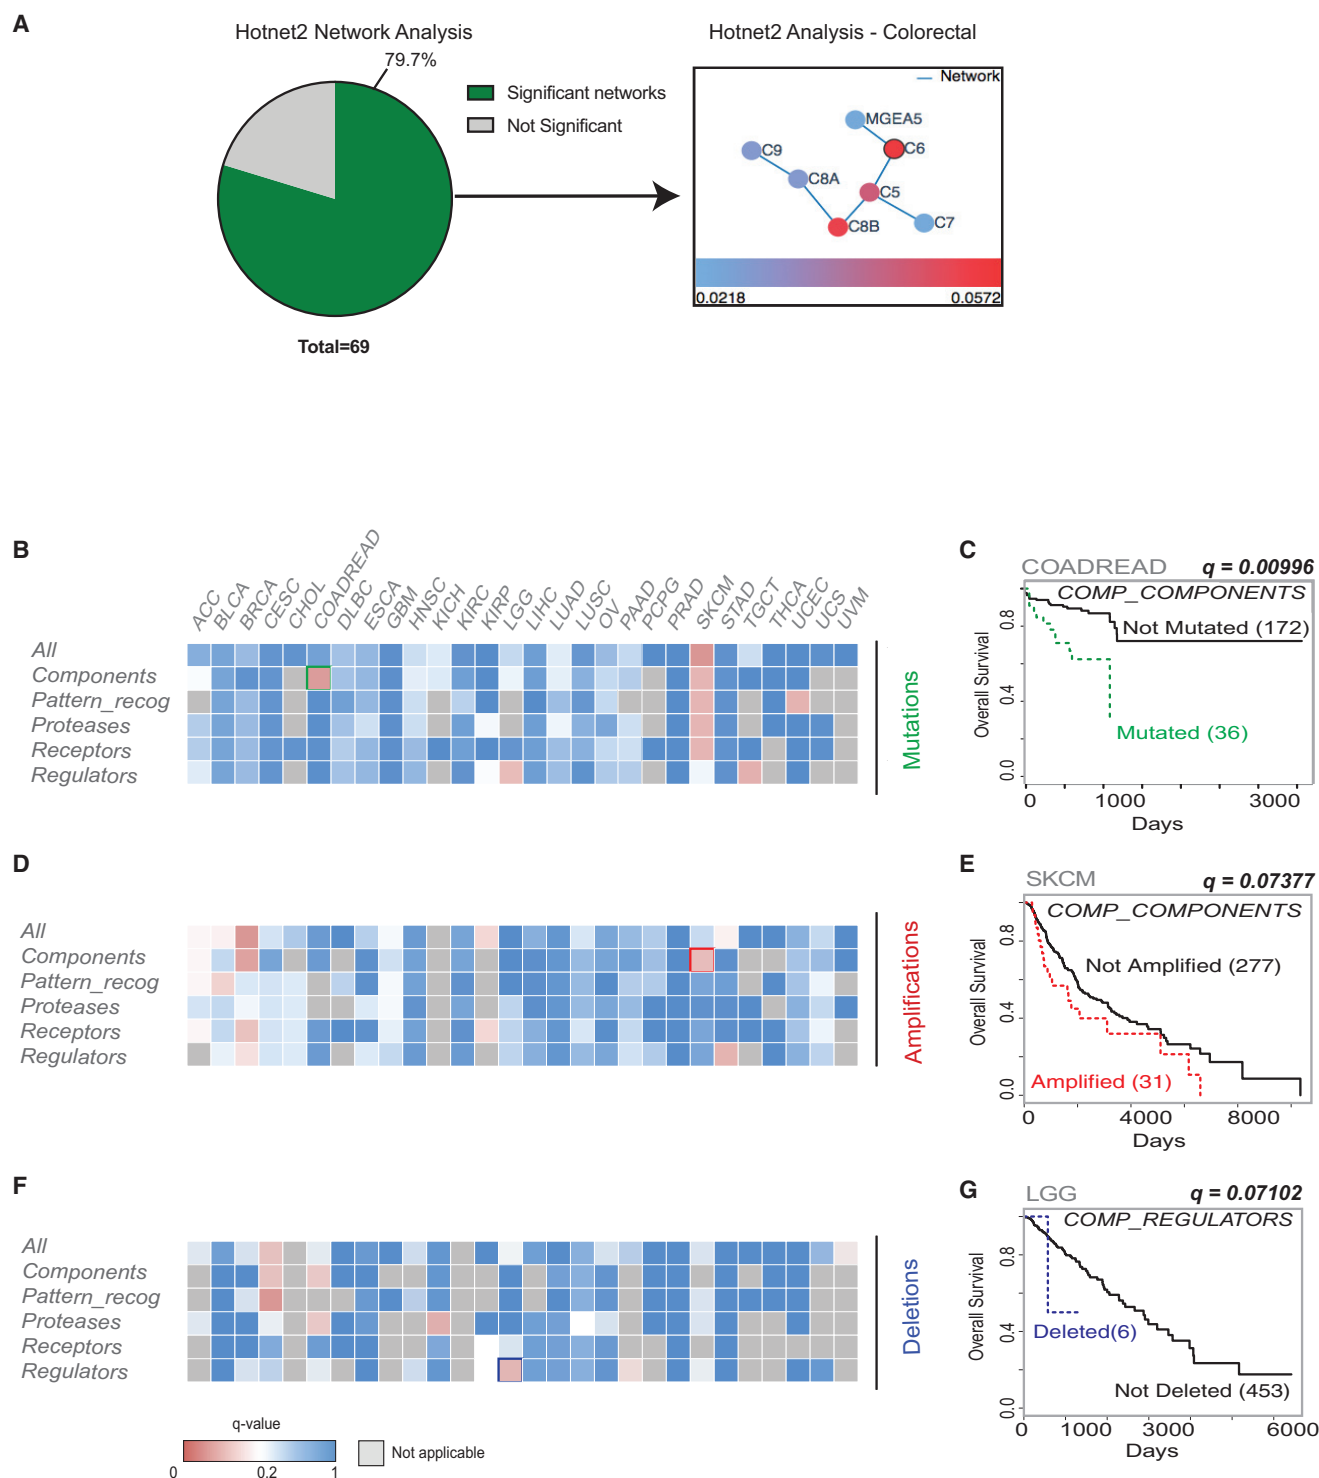 A
Hotnet2 Network Analysis
79.7%
Significant networks
Not Significant
Total=69
Hotnet2 Analysis - Colorectal
Network
MGEA5
C9
C6
C8A
C5
C8B
C7
0.0218
0.0572
B
ACC
BLCA
BRCA
CESC
CHOL
COADREAD
DLBC
ESCA
GBM
HNSC
KICH
KIRC
KIRP
LGG
LIHC
LUAD
LUSC
OV
PAAD
PCPG
PRAD
SKCM
STAD
TGCT
THCA
UCEC
UCS
UVM
All
Components
Pattern_recog
Proteases
Receptors
Regulators
Mutations
C
COADREAD
q = 0.00996
COMP_COMPONENTS
Not Mutated (172)
Mutated (36)
Overall Survival
0.8
0.4
0.0
0
1000
3000
Days
D
All
Components
Pattern_recog
Proteases
Receptors
Regulators
Amplifications
E
SKCM
q = 0.07377
COMP_COMPONENTS
Not Amplified (277)
Amplified (31)
Overall Survival
0.8
0.4
0.0
0
4000
8000
Days
F
All
Components
Pattern_recog
Proteases
Receptors
Regulators
Deletions
q-value
0
0.2
1
Not applicable
G
LGG
q = 0.07102
COMP_REGULATORS
Deleted(6)
Not Deleted (453)
Overall Survival
0.8
0.4
0.0
0
1000
3000
6000
Days